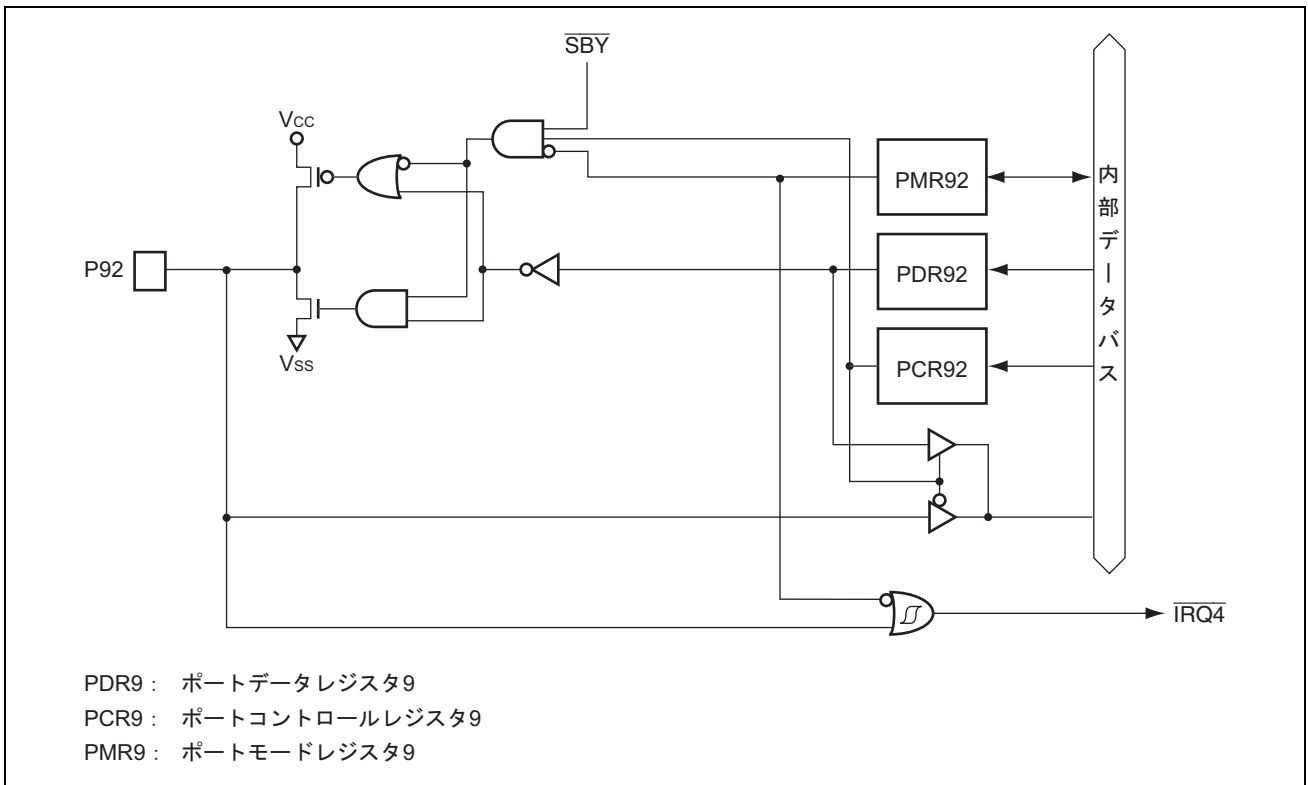 SBY
VCC
PMR92
内部データバス
P92
PDR92
VSS
PCR92
IRQ4
PDR9： ポートデータレジスタ9
PCR9： ポートコントロールレジスタ9
PMR9： ポートモードレジスタ9